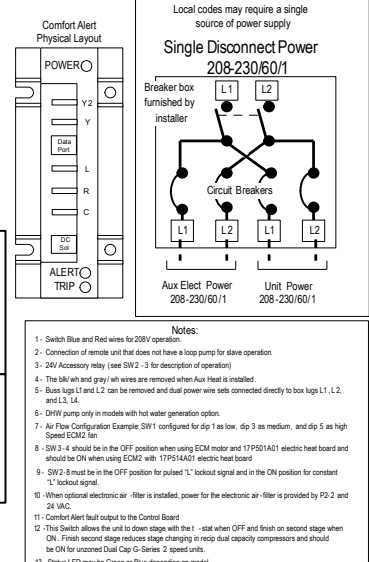 Comfort Alert
Physical Layout
POWER
Y2
Y
Data
Port
L
R
C
DC
Sol
ALERT
TRIP
Local codes may require a single
source of power supply
Single Disconnect Power
208-230/60/1
Breaker box
furnished by
installer
L1
L2
Circuit Breakers
L1
L2
L1
L2
Aux Elect Power
208-230/60/1
Unit Power
208-230/60/1
Notes:
1 - Switch Blue and Red wires for 208V operation.
2 - Connection of remote unit that does not have a loop pump for slave operation.
3 - 24V Accessory relay (see SW2 -3 for description of operation)
4 - The blk/wh and gray/wh wires are removed when Aux Heat is installed.
5 - Buss lugs L1 and L2 can be removed and dual power wire sets connected directly to box lugs L1, L2,
and L3, L4.
6 - DHW pump only in models with hot water generation option.
7 - Air Flow Configuration Example: SW1 configured for dip 1 as low, dip 3 as medium, and dip 5 as high
Speed ECM2 fan
8 - SW3-4 should be in the OFF position when using ECM motor and 17P501A01 electric heat board and
should be ON when using ECM2 with 17P514A01 electric heat board
9 - SW2-8 must be in the OFF position for pulsed "L" lockout signal and in the ON position for constant
"L" lockout signal.
10 -When optional electronic air -filter is installed, power for the electronic air -filter is provided by P2-2 and
24 VAC.
11 - Comfort Alert fault output to the Control Board
12 -This Switch allows the unit to down stage with the t -stat when OFF and finish on second stage when
ON. Finish second stage reduces stage changing in recip dual capacity compressors and should
be ON for unzoned Dual Cap G-Series 2 speed units.
13 - Status LED may be Green or Blue depending on model